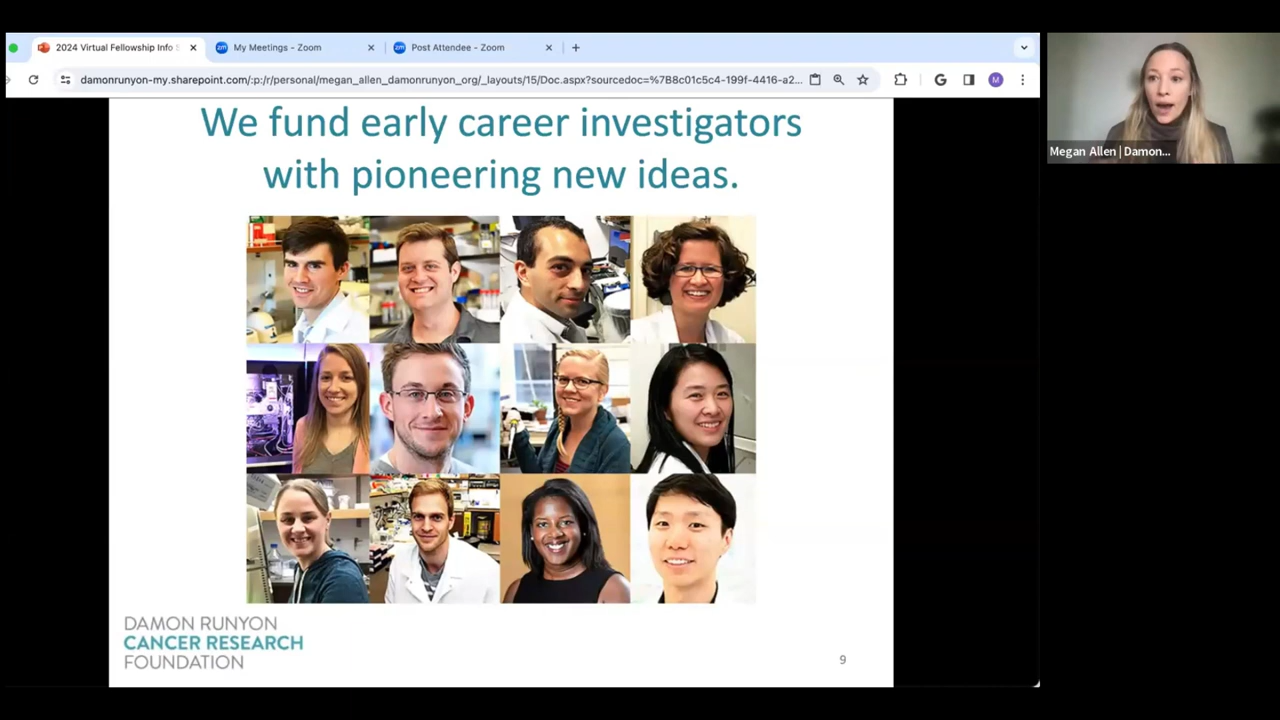 2024 Virtual Fellowship Info S
My Meetings - Zoom
Post Attendee - Zoom
damonrunyon-my.sharepoint.com/:p:/r/personal/megan_allen_damonrunyon_org/_layouts/15/Doc.aspx?sourcedoc=%7B8c01c5c4-199f-4416-a2...
M
We fund early career investigators
with pioneering new ideas.
DAMON RUNYON
CANCER RESEARCH
FOUNDATION
9
Megan Allen | Damon...